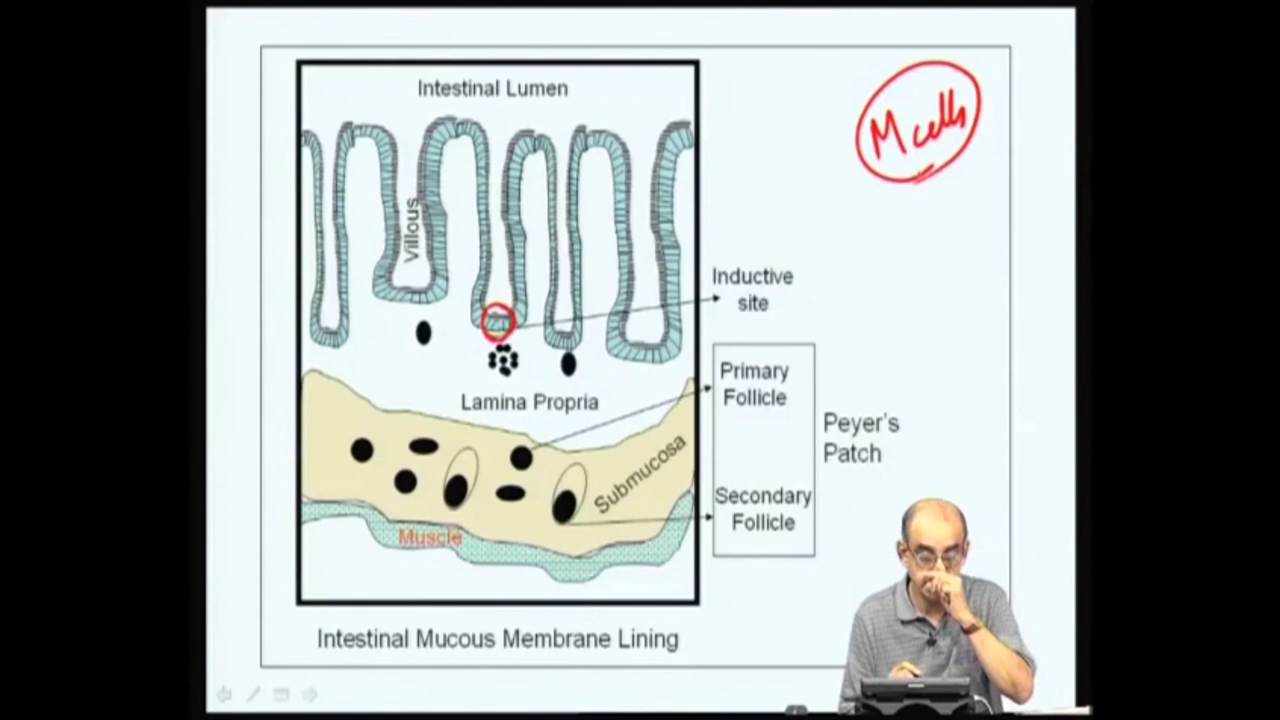 Intestinal Lumen
M cells
Villous
Inductive
site
Primary
Follicle
Lamina Propria
Peyer's
Patch
Submucosa
Secondary
Follicle
Muscle
Intestinal Mucous Membrane Lining